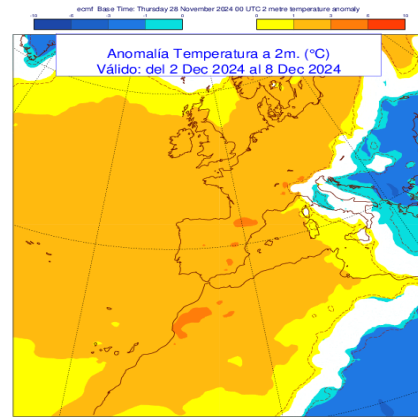 ecmf Base Time: Thursday 28 November 2024 00 UTC 2 metre temperature anomaly
Anomalía Temperatura a 2m. (°C)
Válido: del 2 Dec 2024 al 8 Dec 2024